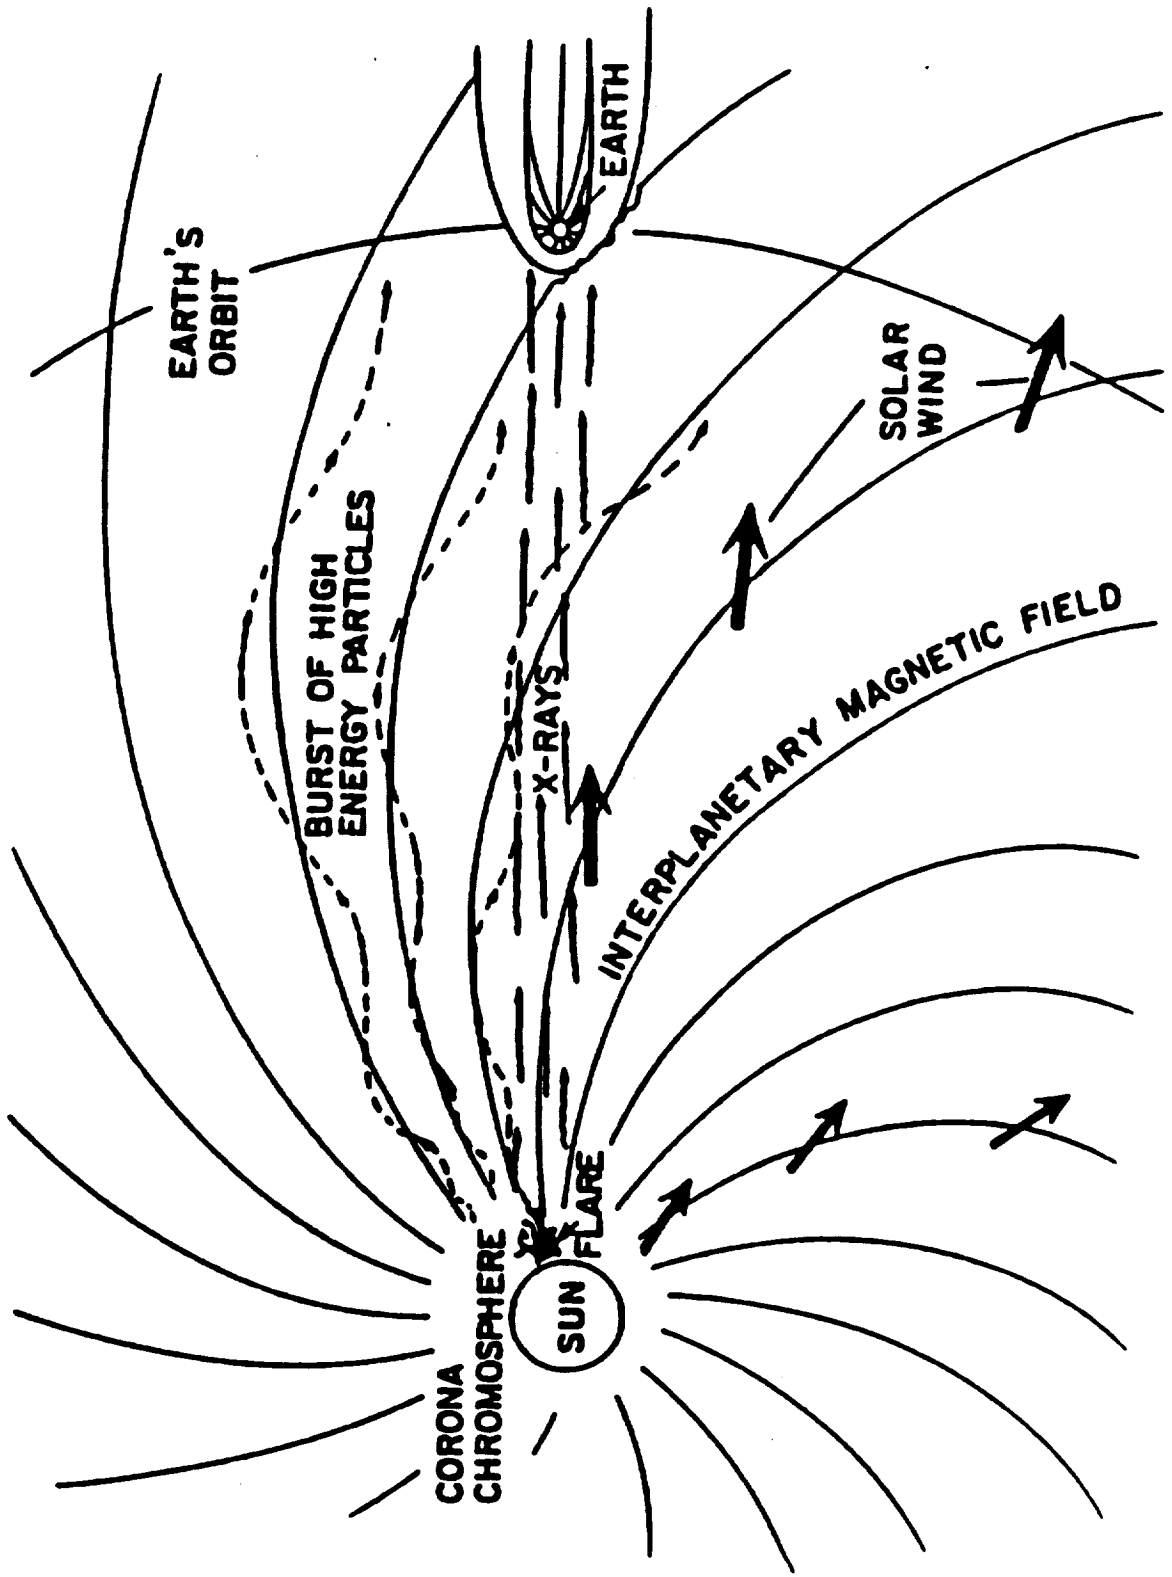 EARTH'S
ORBIT
EARTH
BURST OF HIGH
ENERGY PARTICLES
X-RAYS
SOLAR
WIND
INTERPLANETARY MAGNETIC FIELD
CORONA
CHROMOSPHERE
FLARE
SUN